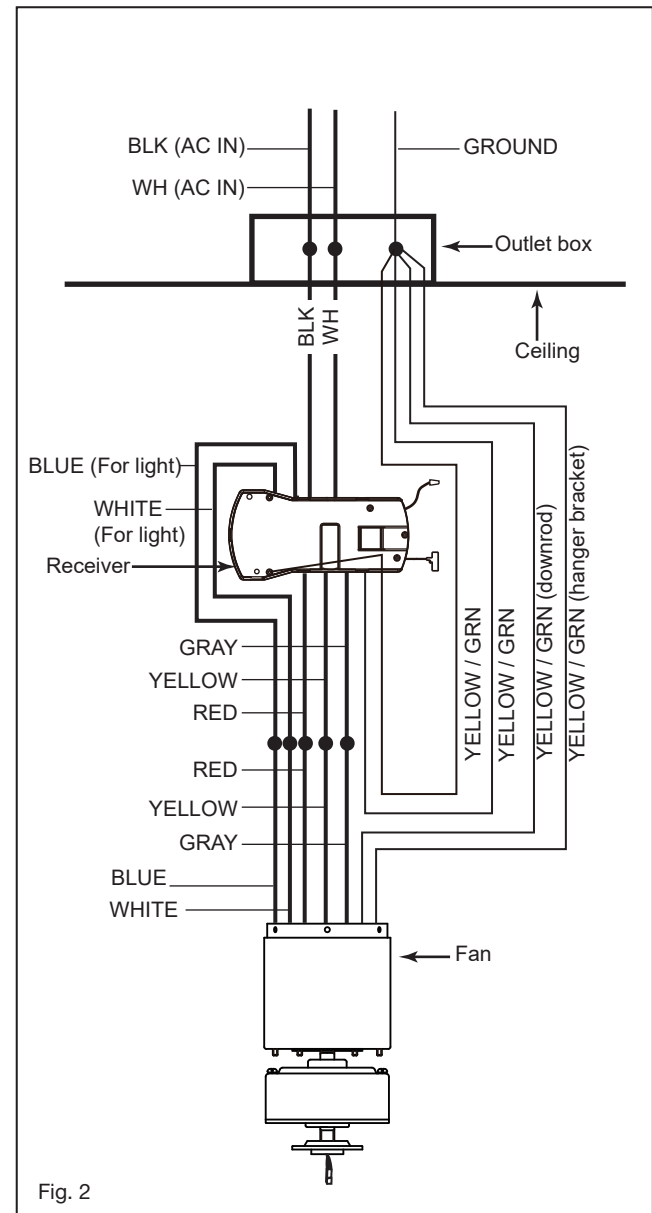 BLK (AC IN)
GROUND
WH (AC IN)
Outlet box
BLK
WH
Ceiling
BLUE (For light)
WHITE
(For light)
Receiver
YELLOW / GRN
YELLOW / GRN
YELLOW / GRN (downrod)
YELLOW / GRN (hanger bracket)
GRAY
YELLOW
RED
RED
YELLOW
GRAY
BLUE
WHITE
Fan
Fig. 2